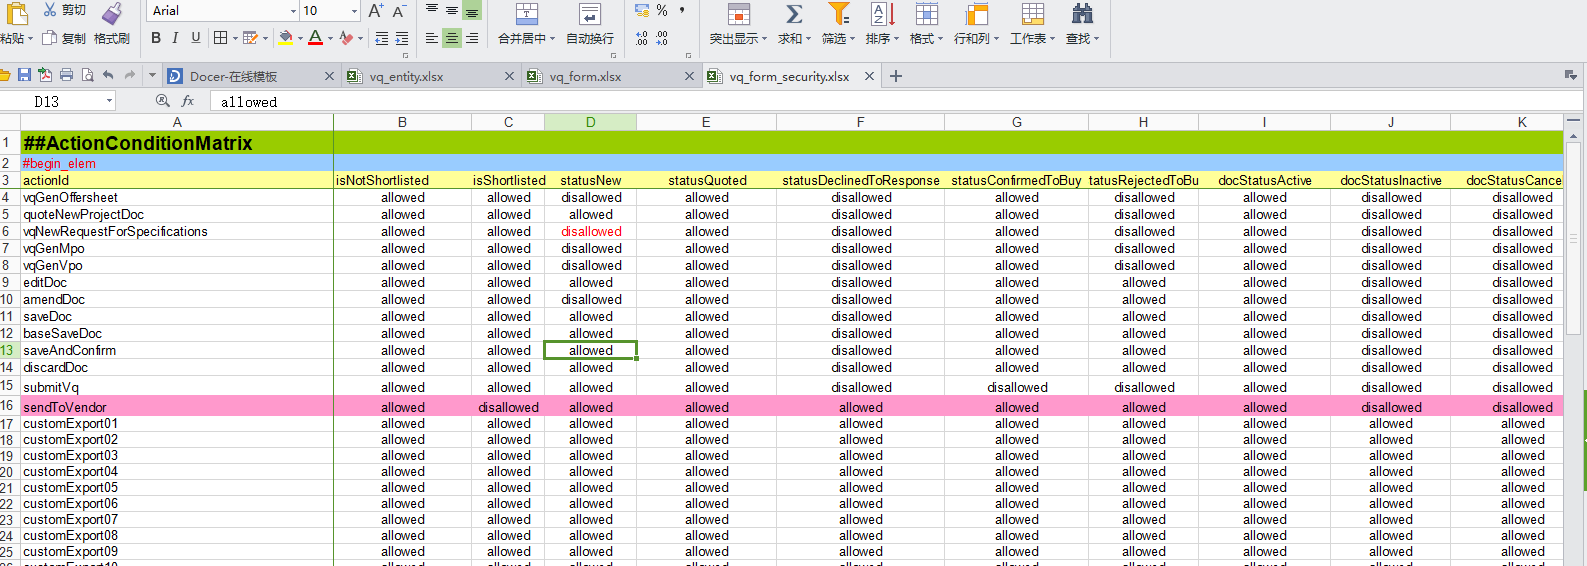 剪切 Arial 10 A+ A-
粘贴 复制 格式刷 B I U A 合并居中 自动换行 突出显示 求和 筛选 排序 格式 行和列 工作表 查找
Docer-在线模板 vq_entity.xlsx vq_form.xlsx vq_form_security.xlsx
D13 fx allowed
A B C D E F G H I J K
1 ##ActionConditionMatrix
2 #begin_elem
3 actionId isNotShortlisted isShortlisted statusNew statusQuoted statusDeclinedToResponse statusConfirmedToBuy tatusRejectedToBu docStatusActive docStatusInactive docStatusCance
4 vqGenOffersheet allowed allowed disallowed allowed disallowed allowed disallowed allowed disallowed disallowed
5 quoteNewProjectDoc allowed allowed allowed allowed disallowed allowed disallowed allowed disallowed disallowed
6 vqNewRequestForSpecifications allowed allowed disallowed allowed disallowed allowed disallowed allowed disallowed disallowed
7 vqGenMpo allowed allowed disallowed allowed disallowed allowed disallowed allowed disallowed disallowed
8 vqGenVpo allowed allowed disallowed allowed disallowed allowed disallowed allowed disallowed disallowed
9 editDoc allowed allowed allowed allowed disallowed allowed allowed allowed disallowed disallowed
10 amendDoc allowed allowed disallowed allowed disallowed allowed allowed allowed disallowed disallowed
11 saveDoc allowed allowed allowed allowed disallowed allowed allowed allowed disallowed disallowed
12 baseSaveDoc allowed allowed allowed allowed disallowed allowed allowed allowed disallowed disallowed
13 saveAndConfirm allowed allowed allowed allowed disallowed allowed allowed allowed disallowed disallowed
14 discardDoc allowed allowed allowed allowed disallowed allowed allowed allowed disallowed disallowed
15 submitVq allowed allowed allowed allowed disallowed disallowed disallowed allowed disallowed disallowed
16 sendToVendor allowed disallowed allowed allowed allowed allowed allowed allowed disallowed disallowed
17 customExport01 allowed allowed allowed allowed allowed allowed allowed allowed allowed allowed
18 customExport02 allowed allowed allowed allowed allowed allowed allowed allowed allowed allowed
19 customExport03 allowed allowed allowed allowed allowed allowed allowed allowed allowed allowed
20 customExport04 allowed allowed allowed allowed allowed allowed allowed allowed allowed allowed
21 customExport05 allowed allowed allowed allowed allowed allowed allowed allowed allowed allowed
22 customExport06 allowed allowed allowed allowed allowed allowed allowed allowed allowed allowed
23 customExport07 allowed allowed allowed allowed allowed allowed allowed allowed allowed allowed
24 customExport08 allowed allowed allowed allowed allowed allowed allowed allowed allowed allowed
25 customExport09 allowed allowed allowed allowed allowed allowed allowed allowed allowed allowed